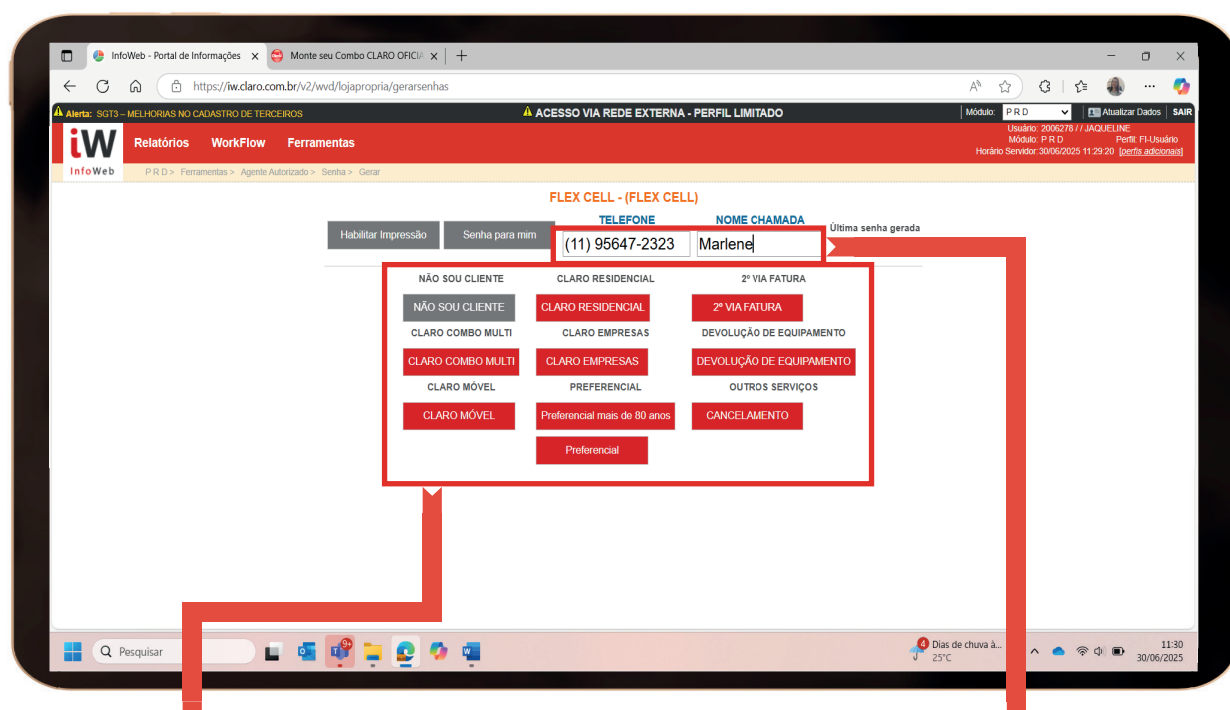 InfoWeb - Portal de Informações
Monte seu Combo CLARO OFICIA
https://iw.claro.com.br/v2/wvd/lojapropria/gerarsenhas
Alerta: SGT3 – MELHORIAS NO CADASTRO DE TERCEIROS
ACESSO VIA REDE EXTERNA - PERFIL LIMITADO
Módulo: P R D
Atualizar Dados
SAIR
iW
InfoWeb
Relatórios WorkFlow Ferramentas
Usuário: 2006278 / / JAQUELINE
Módulo: P R D Perfil: FI-Usuário
Horário Servidor:30/06/2025 11:29:20 [perfis adicionais]
P R D > Ferramentas > Agente Autorizado > Senha > Gerar
FLEX CELL - (FLEX CELL)
Habilitar Impressão
Senha para mim
TELEFONE NOME CHAMADA
(11) 95647-2323 Marlene
Última senha gerada
NÃO SOU CLIENTE CLARO RESIDENCIAL 2º VIA FATURA
NÃO SOU CLIENTE CLARO RESIDENCIAL 2º VIA FATURA
CLARO COMBO MULTI CLARO EMPRESAS DEVOLUÇÃO DE EQUIPAMENTO
CLARO COMBO MULTI CLARO EMPRESAS DEVOLUÇÃO DE EQUIPAMENTO
CLARO MÓVEL PREFERENCIAL OUTROS SERVIÇOS
CLARO MÓVEL Preferencial mais de 80 anos CANCELAMENTO
Preferencial
Pesquisar
9+
4
Dias de chuva à...
25°C
11:30
30/06/2025